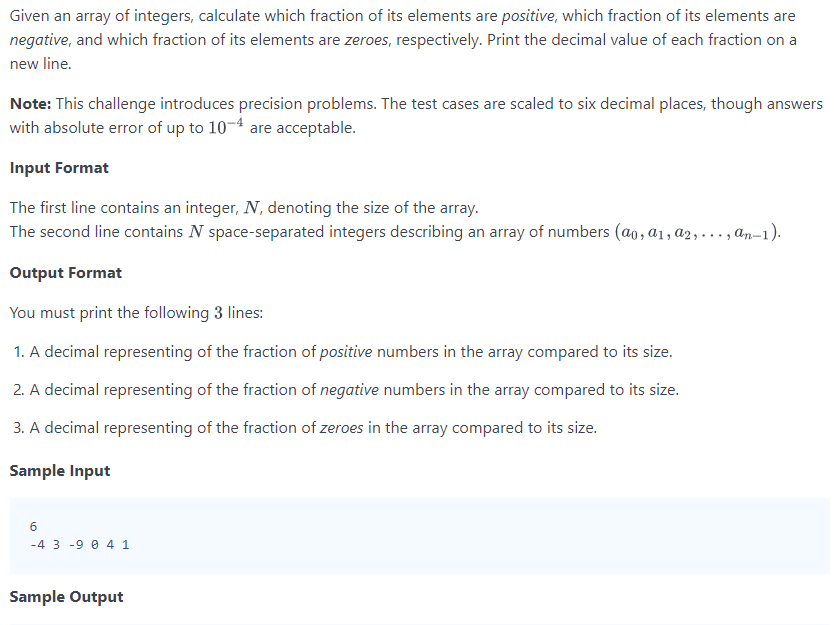 Given an array of integers, calculate which fraction of its elements are positive, which fraction of its elements are
negative, and which fraction of its elements are zeroes, respectively. Print the decimal value of each fraction on a
new line.
Note: This challenge introduces precision problems. The test cases are scaled to six decimal places, though answers
with absolute error of up to 10⁻⁴ are acceptable.
Input Format
The first line contains an integer, N, denoting the size of the array.
The second line contains N space-separated integers describing an array of numbers (a₀, a₁, a₂, . . . , aₙ₋₁).
Output Format
You must print the following 3 lines:
1. A decimal representing of the fraction of positive numbers in the array compared to its size.
2. A decimal representing of the fraction of negative numbers in the array compared to its size.
3. A decimal representing of the fraction of zeroes in the array compared to its size.
Sample Input
6
-4 3 -9 0 4 1
Sample Output